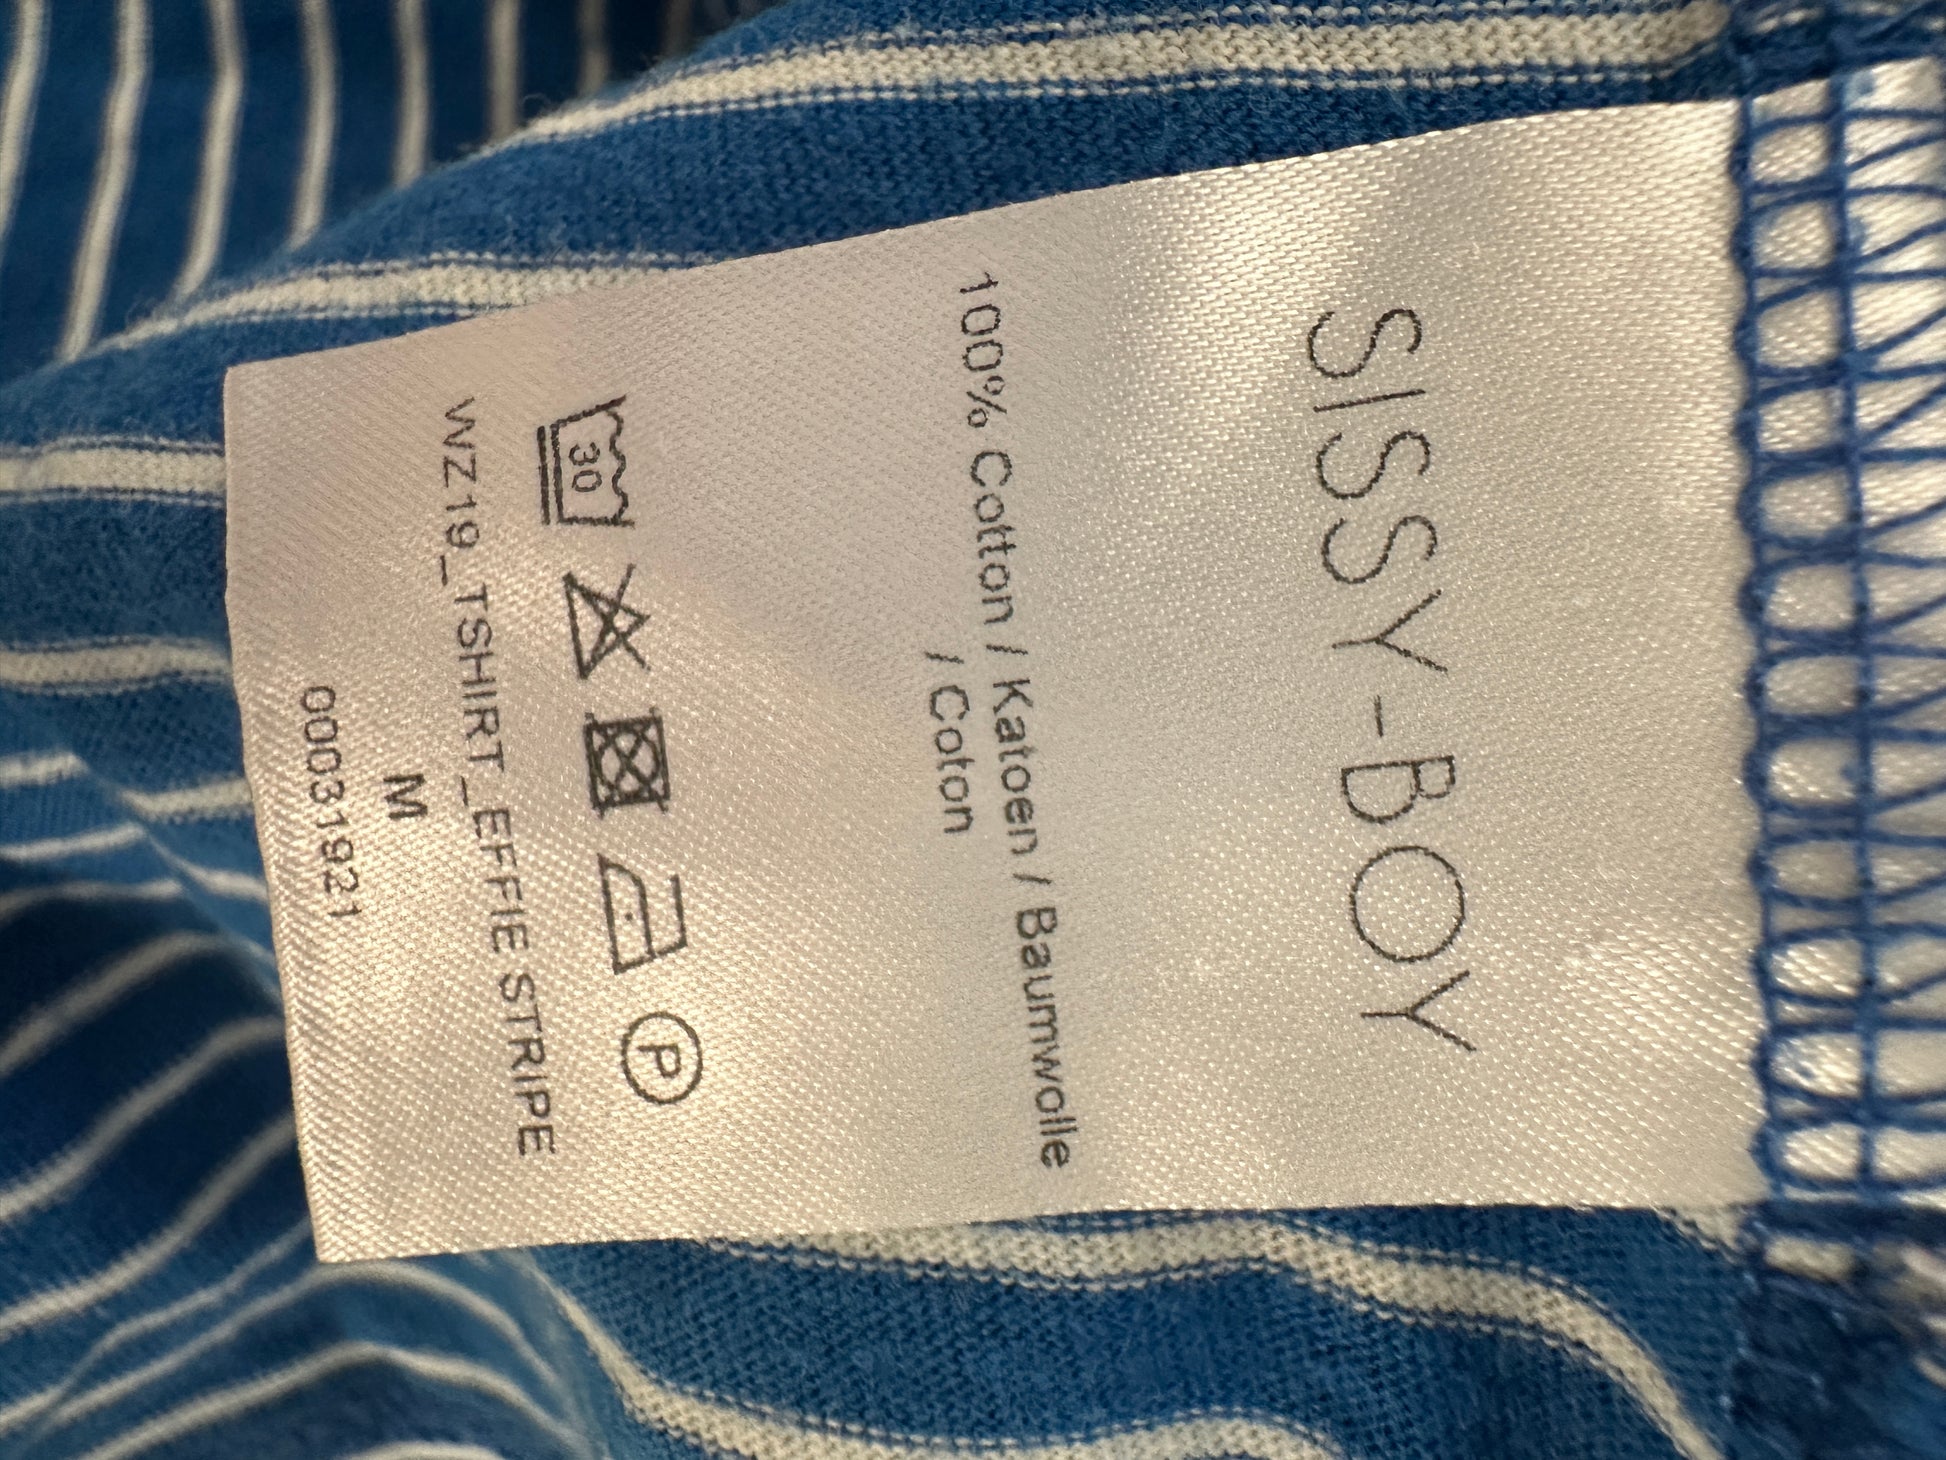 SISSY-BOY
100% Cotton / Katoen / Baumwolle
/ Coton
30 P
WZ19_TSHIRT_EFFIE STRIPE
M
00031921